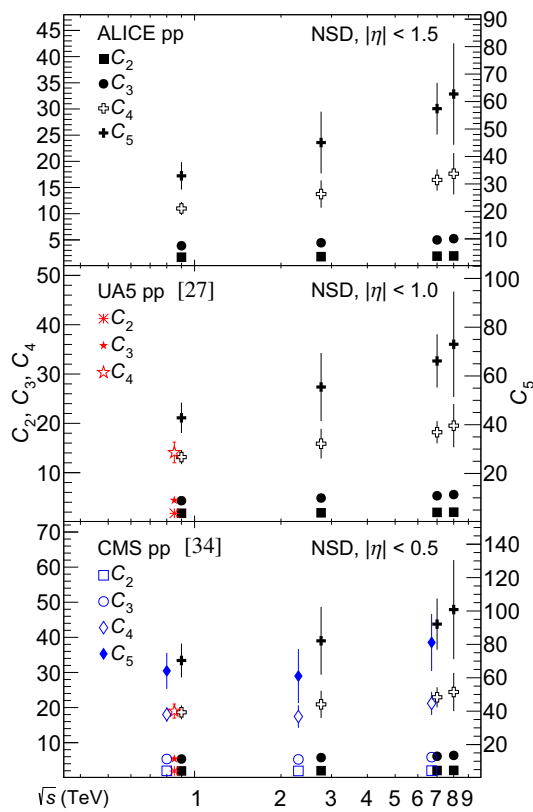 ALICE pp NSD, |η| < 1.5
C₂
C₃
C₄
C₅
45
40
35
30
25
20
15
10
5
90
80
70
60
50
40
30
20
10
UA5 pp [27] NSD, |η| < 1.0
C₂
C₃
C₄
50
40
30
20
10
100
80
60
40
20
C₂, C₃, C₄
C₅
CMS pp [34] NSD, |η| < 0.5
C₂
C₃
C₄
C₅
70
60
50
40
30
20
10
140
120
100
80
60
40
20
√s (TeV) 1 2 3 4 5 6 7 8 9